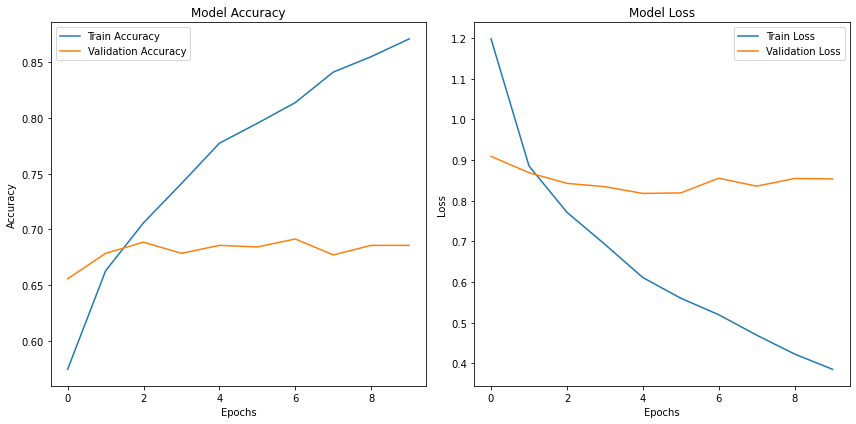 Model Accuracy
Train Accuracy
Validation Accuracy
0.85
0.80
0.75
0.70
0.65
0.60
Accuracy
0 2 4 6 8
Epochs
Model Loss
Train Loss
Validation Loss
1.2
1.1
1.0
0.9
0.8
0.7
0.6
0.5
0.4
Loss
0 2 4 6 8
Epochs